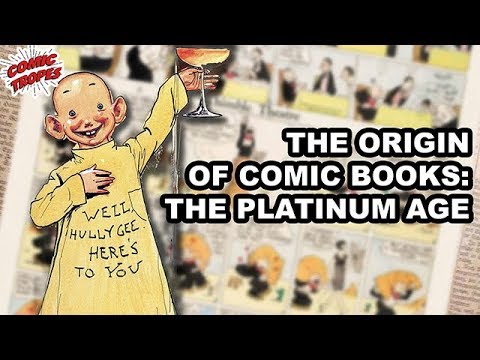 COMIC
TROPES
THE ORIGIN
OF COMIC BOOKS:
THE PLATINUM AGE
WELL
HULLY GEE
HERE'S
TO YOU